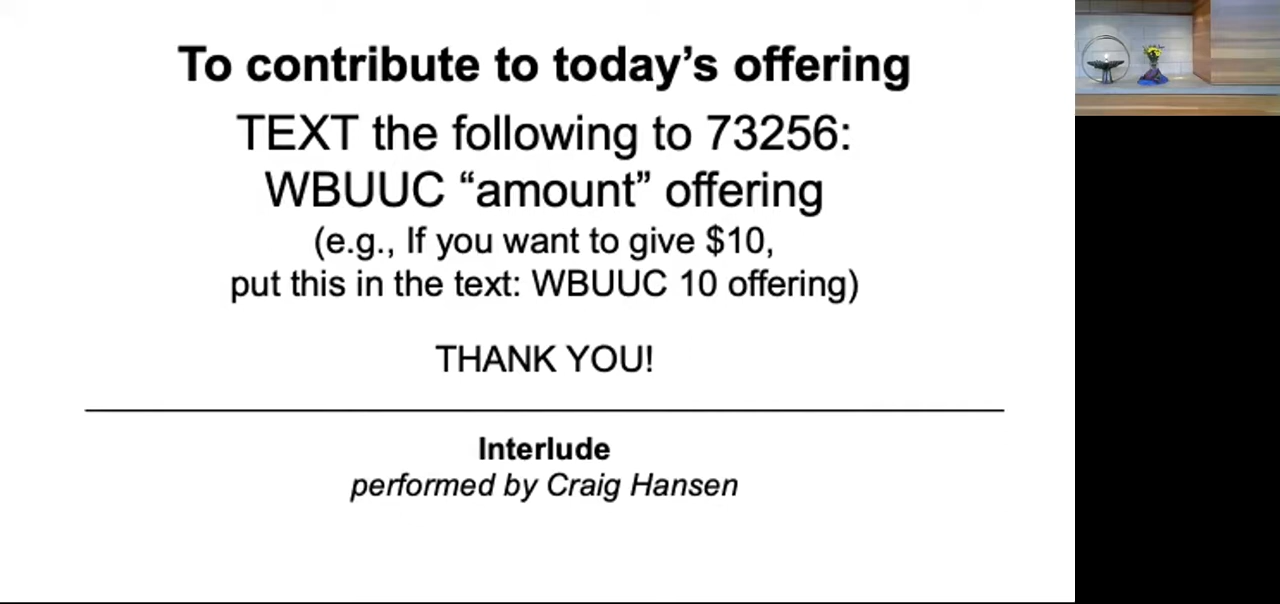 To contribute to today’s offering
TEXT the following to 73256:
WBUUC “amount” offering
(e.g., If you want to give $10,
put this in the text: WBUUC 10 offering)
THANK YOU!
Interlude
performed by Craig Hansen